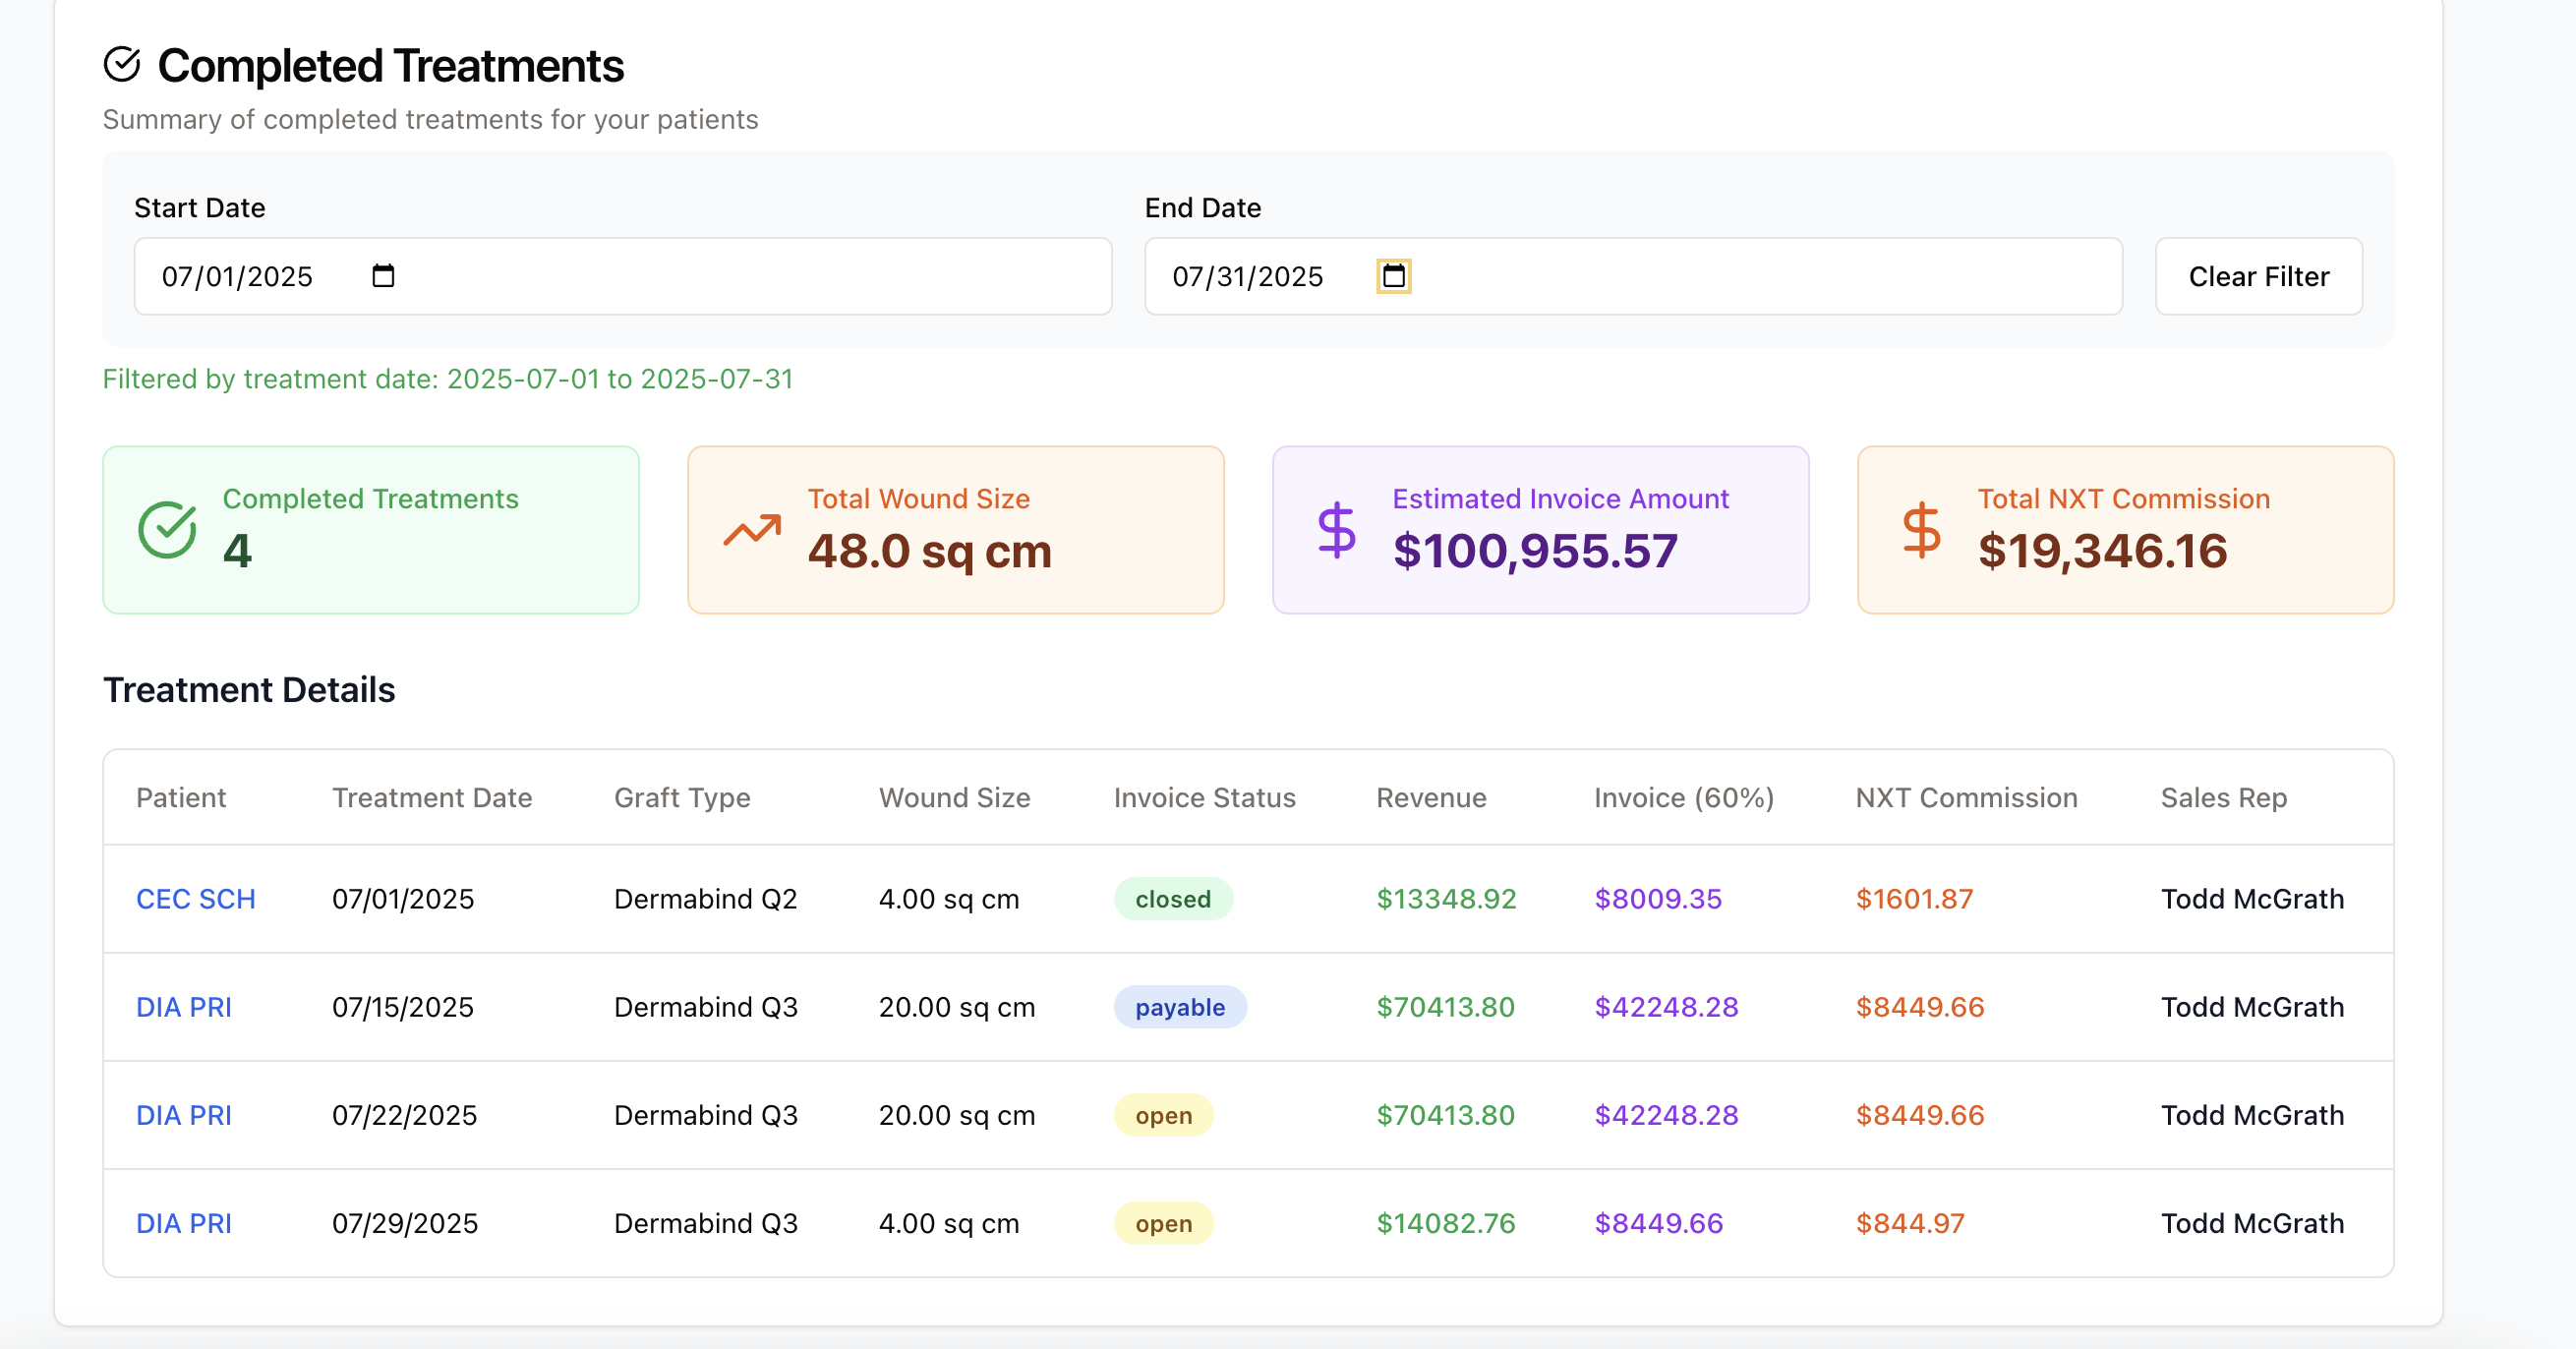 Completed Treatments
Summary of completed treatments for your patients
Start Date End Date
07/01/2025 07/31/2025 Clear Filter
Filtered by treatment date: 2025-07-01 to 2025-07-31
Completed Treatments
4
Total Wound Size
48.0 sq cm
Estimated Invoice Amount
$100,955.57
Total NXT Commission
$19,346.16
Treatment Details
Patient Treatment Date Graft Type Wound Size Invoice Status Revenue Invoice (60%) NXT Commission Sales Rep
CEC SCH 07/01/2025 Dermabind Q2 4.00 sq cm closed $13348.92 $8009.35 $1601.87 Todd McGrath
DIA PRI 07/15/2025 Dermabind Q3 20.00 sq cm payable $70413.80 $42248.28 $8449.66 Todd McGrath
DIA PRI 07/22/2025 Dermabind Q3 20.00 sq cm open $70413.80 $42248.28 $8449.66 Todd McGrath
DIA PRI 07/29/2025 Dermabind Q3 4.00 sq cm open $14082.76 $8449.66 $844.97 Todd McGrath